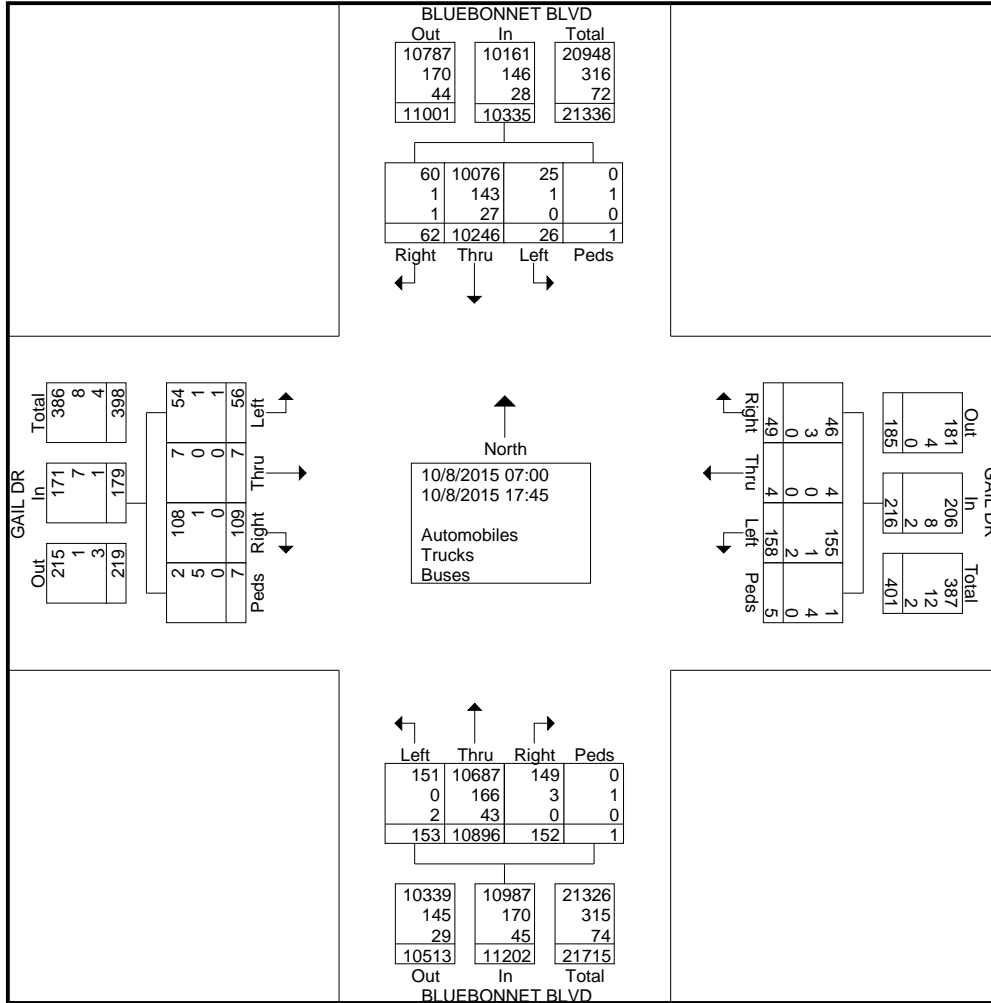 BLUEBONNET BLVD
Out In Total
10787 10161 20948
170 146 316
44 28 72
11001 10335 21336
60 10076 25 0
1 143 1 1
1 27 0 0
62 10246 26 1
Right Thru Left Peds
GAIL DR
Total In Out
386 8 4 398
171 7 1 179
215 1 3 219
54 1 1 56
7 0 0 7
108 1 0 109
2 5 0 7
Left Thru Right Peds
North
10/8/2015 07:00
10/8/2015 17:45
Automobiles
Trucks
Buses
Right Thru Left Peds
46 3 0 49
4 0 0 4
155 1 2 158
1 4 0 5
Out In Total
181 4 0 185
206 8 2 216
387 12 2 401
GAIL DR
Left Thru Right Peds
151 10687 149 0
0 166 3 1
2 43 0 0
153 10896 152 1
10339 10987 21326
145 170 315
29 45 74
10513 11202 21715
Out In Total
BLUEBONNET BLVD